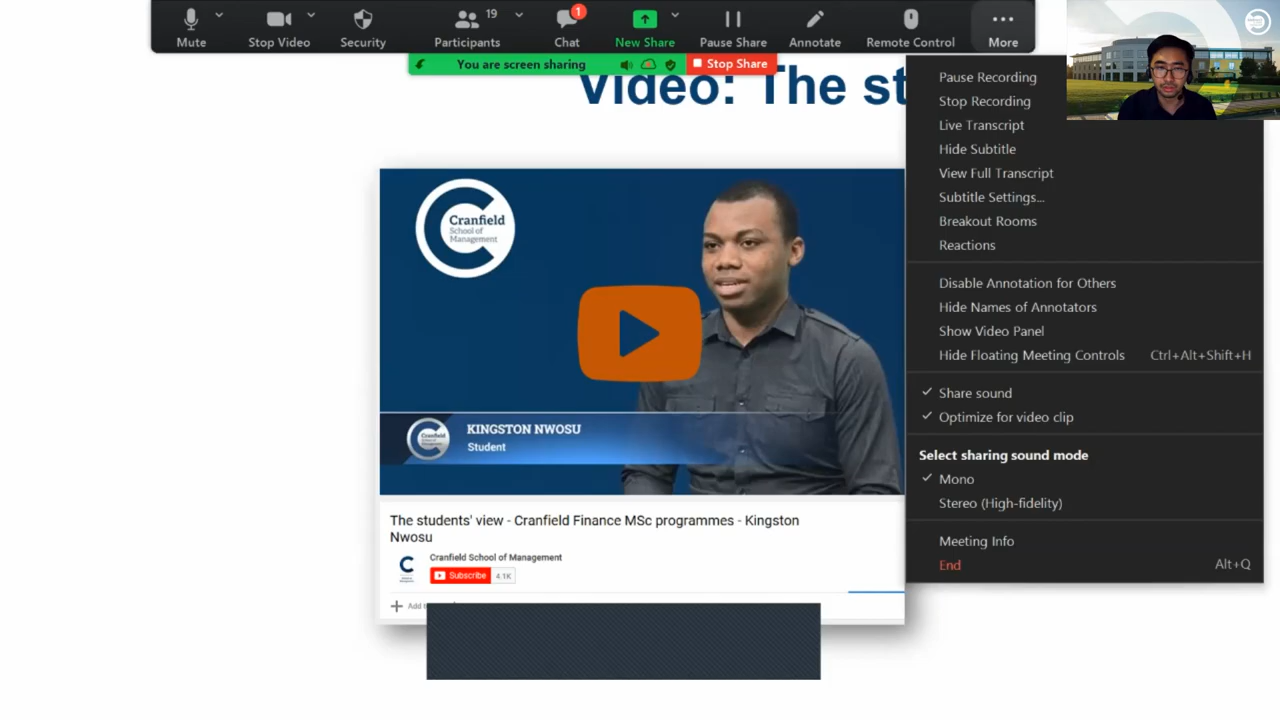 19
1
Mute
Stop Video
Security
Participants
Chat
New Share
Pause Share
Annotate
Remote Control
More
You are screen sharing
Stop Share
Video: The st
Pause Recording
Stop Recording
Live Transcript
Hide Subtitle
View Full Transcript
Subtitle Settings...
Breakout Rooms
Reactions
Disable Annotation for Others
Hide Names of Annotators
Show Video Panel
Hide Floating Meeting Controls Ctrl+Alt+Shift+H
Share sound
Optimize for video clip
Select sharing sound mode
Mono
Stereo (High-fidelity)
Meeting Info
End Alt+Q
Cranfield
School of
Management
Cranfield
KINGSTON NWOSU
Student
The students' view - Cranfield Finance MSc programmes - Kingston
Nwosu
Cranfield School of Management
Subscribe 4.1K
Add